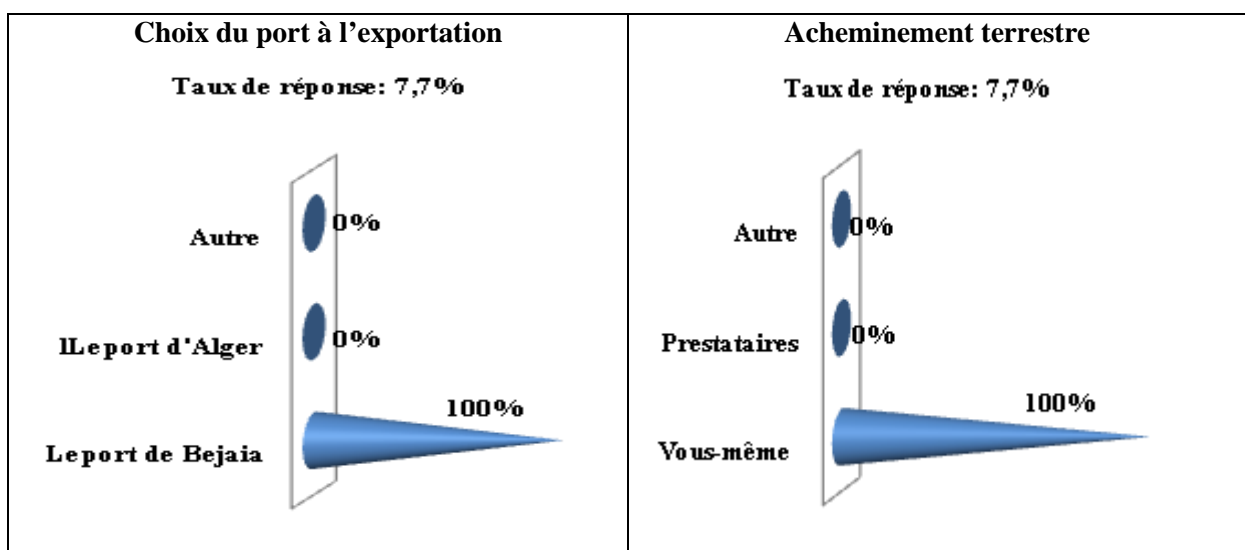 Choix du port à l’exportation
Taux de réponse: 7,7%
Autre
0%
lLe port d'Alger
0%
100%
Le port de Bejaia
Acheminement terrestre
Taux de réponse: 7,7%
Autre
0%
Prestataires
0%
100%
Vous-même